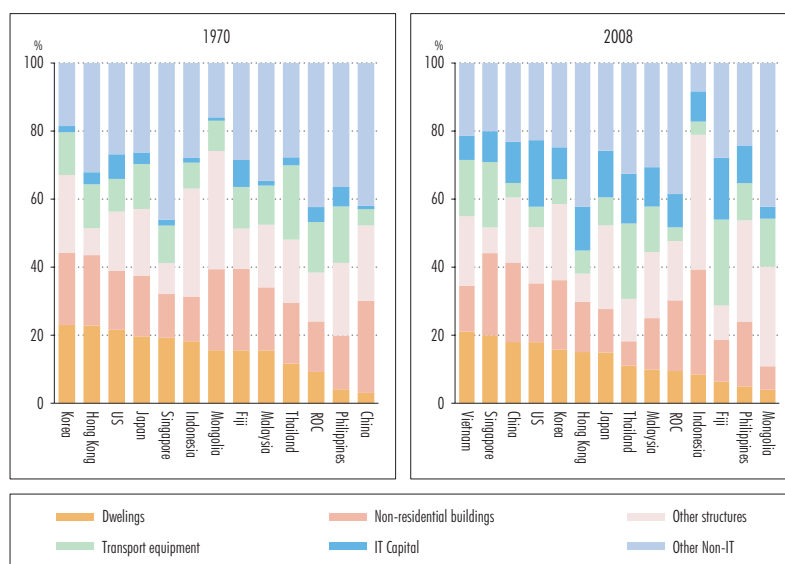 1970
%
100
80
60
40
20
0
Korea
Hong Kong
US
Japan
Singapore
Indonesia
Mongolia
Fiji
Malaysia
Thailand
ROC
Philippines
China
2008
%
100
80
60
40
20
0
Vietnam
Singapore
China
US
Korea
Hong Kong
Japan
Thailand
Malaysia
ROC
Indonesia
Fiji
Philippines
Mongolia
Dwelings Non-residential buildings Other structures
Transport equipment IT Capital Other Non-IT